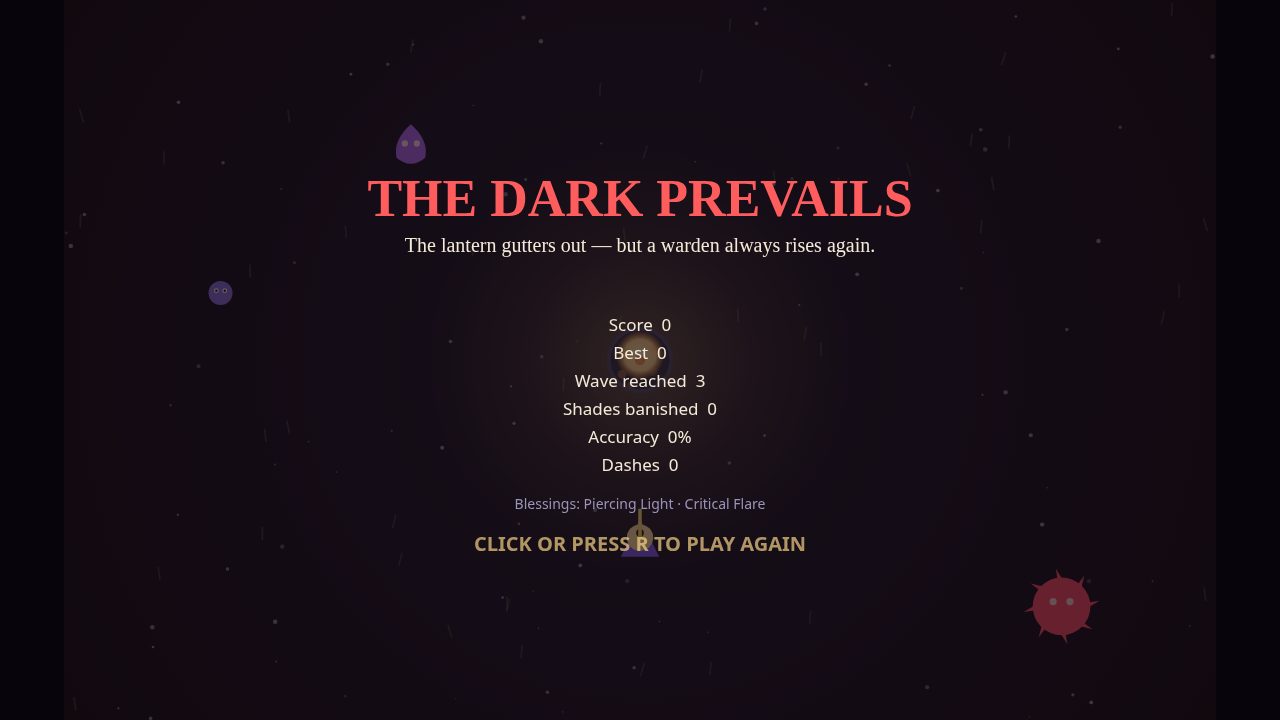 THE DARK PREVAILS
The lantern gutters out — but a warden always rises again.
Score 0
Best 0
Wave reached 3
Shades banished 0
Accuracy 0%
Dashes 0
Blessings: Piercing Light · Critical Flare
CLICK OR PRESS R TO PLAY AGAIN